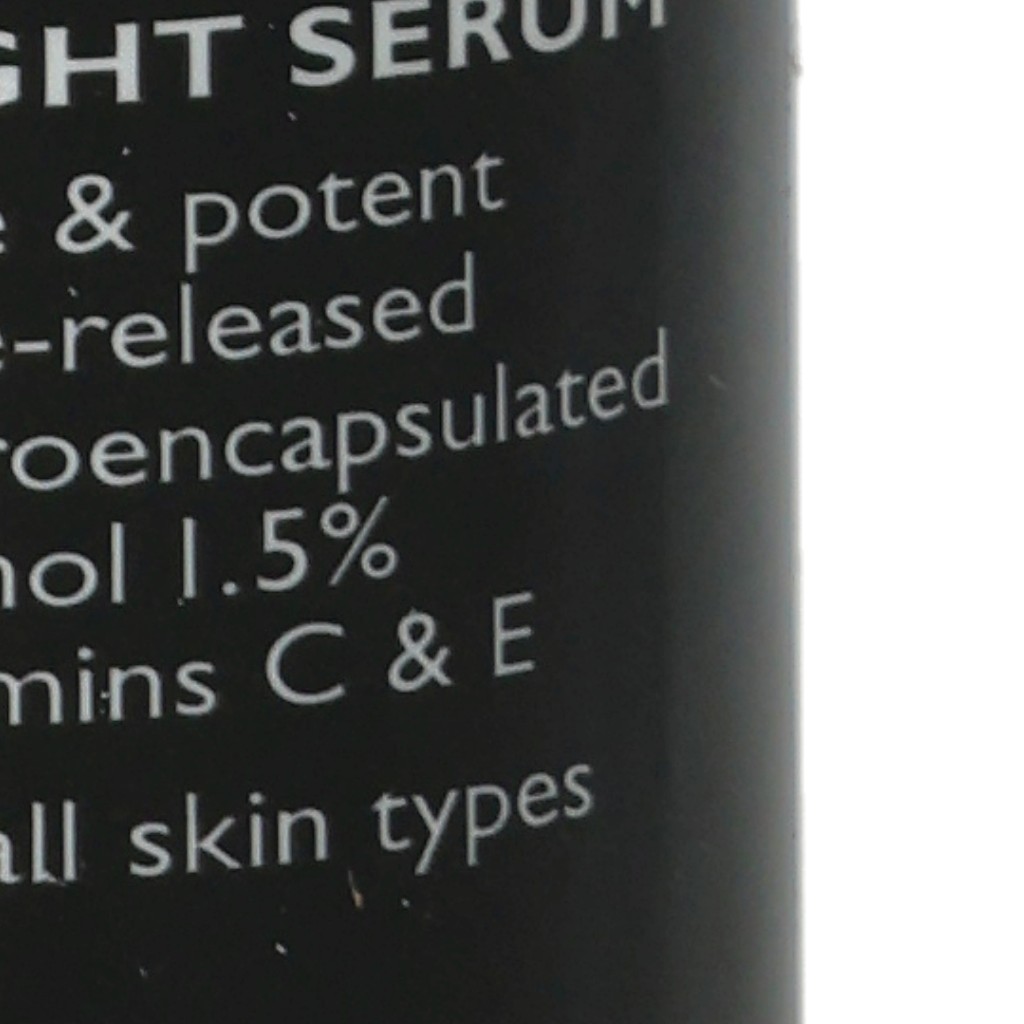 GHT SERUM
e & potent
e-released
roencapsulated
nol 1.5%
mins C & E
all skin types